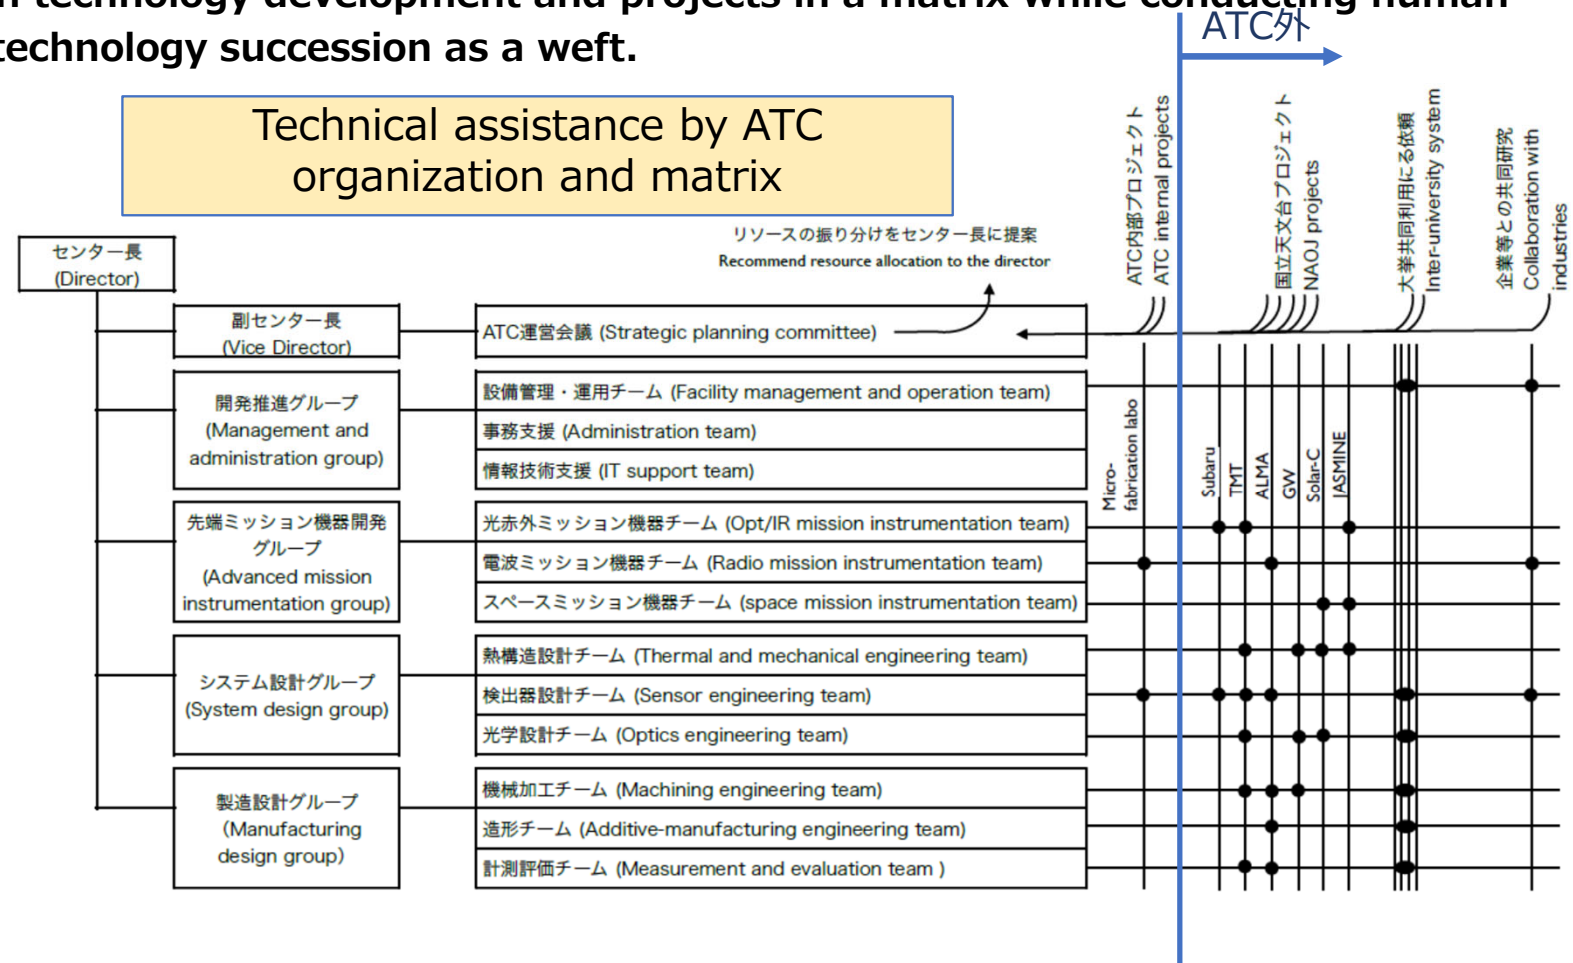 n technology development and projects in a matrix while conducting human
technology succession as a weft.
ATC外
Technical assistance by ATC
organization and matrix
ATC内部プロジェクト
ATC internal projects
国立天文台プロジェクト
NAOJ projects
大学共同利用にる依頼
Inter-university system
企業等との共同研究
Collaboration with
industries
リソースの振り分けをセンター長に提案
Recommend resource allocation to the director
センター長
(Director)
副センター長
(Vice Director)
ATC運営会議 (Strategic planning committee)
開発推進グループ
(Management and
administration group)
設備管理・運用チーム (Facility management and operation team)
事務支援 (Administration team)
情報技術支援 (IT support team)
Micro-
fabrication labo
Subaru
TMT
ALMA
GW
Solar-C
JASMINE
先端ミッション機器開発
グループ
(Advanced mission
instrumentation group)
光赤外ミッション機器チーム (Opt/IR mission instrumentation team)
電波ミッション機器チーム (Radio mission instrumentation team)
スペースミッション機器チーム (space mission instrumentation team)
システム設計グループ
(System design group)
熱構造設計チーム (Thermal and mechanical engineering team)
検出器設計チーム (Sensor engineering team)
光学設計チーム (Optics engineering team)
製造設計グループ
(Manufacturing
design group)
機械加工チーム (Machining engineering team)
造形チーム (Additive-manufacturing engineering team)
計測評価チーム (Measurement and evaluation team )